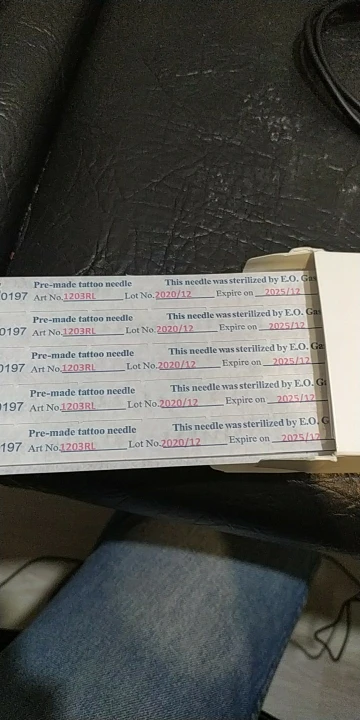 Pre-made tattoo needle This needle was sterilized by E.O. Gas
0197 Art No.1203RL Lot No.2020/12 Expire on 2025/12
Pre-made tattoo needle This needle was sterilized by E.O. Gas
0197 Art No.1203RL Lot No.2020/12 Expire on 2025/12
Pre-made tattoo needle This needle was sterilized by E.O. Ga
0197 Art No.1203RL Lot No.2020/12 Expire on 2025/12
Pre-made tattoo needle This needle was sterilized by E.O. G
197 Art No.1203RL Lot No.2020/12 Expire on 2025/12
Pre-made tattoo needle This needle was sterilized by E.O. G
197 Art No.1203RL Lot No.2020/12 Expire on 2025/12